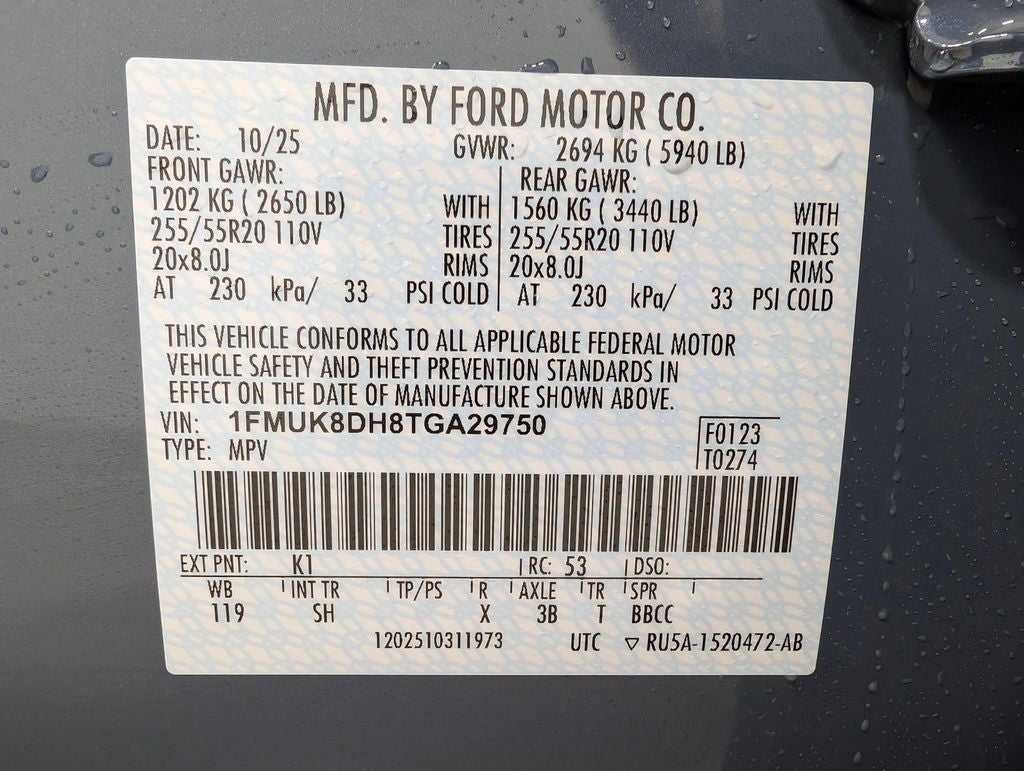 MFD. BY FORD MOTOR CO.
DATE: 10/25 GVWR: 2694 KG ( 5940 LB)
FRONT GAWR: REAR GAWR:
1202 KG ( 2650 LB) WITH 1560 KG ( 3440 LB) WITH
255/55R20 110V TIRES 255/55R20 110V TIRES
20x8.0J RIMS 20x8.0J RIMS
AT 230 kPa/ 33 PSI COLD AT 230 kPa/ 33 PSI COLD
THIS VEHICLE CONFORMS TO ALL APPLICABLE FEDERAL MOTOR
VEHICLE SAFETY AND THEFT PREVENTION STANDARDS IN
EFFECT ON THE DATE OF MANUFACTURE SHOWN ABOVE.
VIN: 1FMUK8DH8TGA29750 F0123
TYPE: MPV T0274
EXT PNT: K1 RC: 53 DSO:
WB INT TR TP/PS R AXLE TR SPR
119 SH X 3B T BBCC
1202510311973 UTC ▽ RU5A-1520472-AB